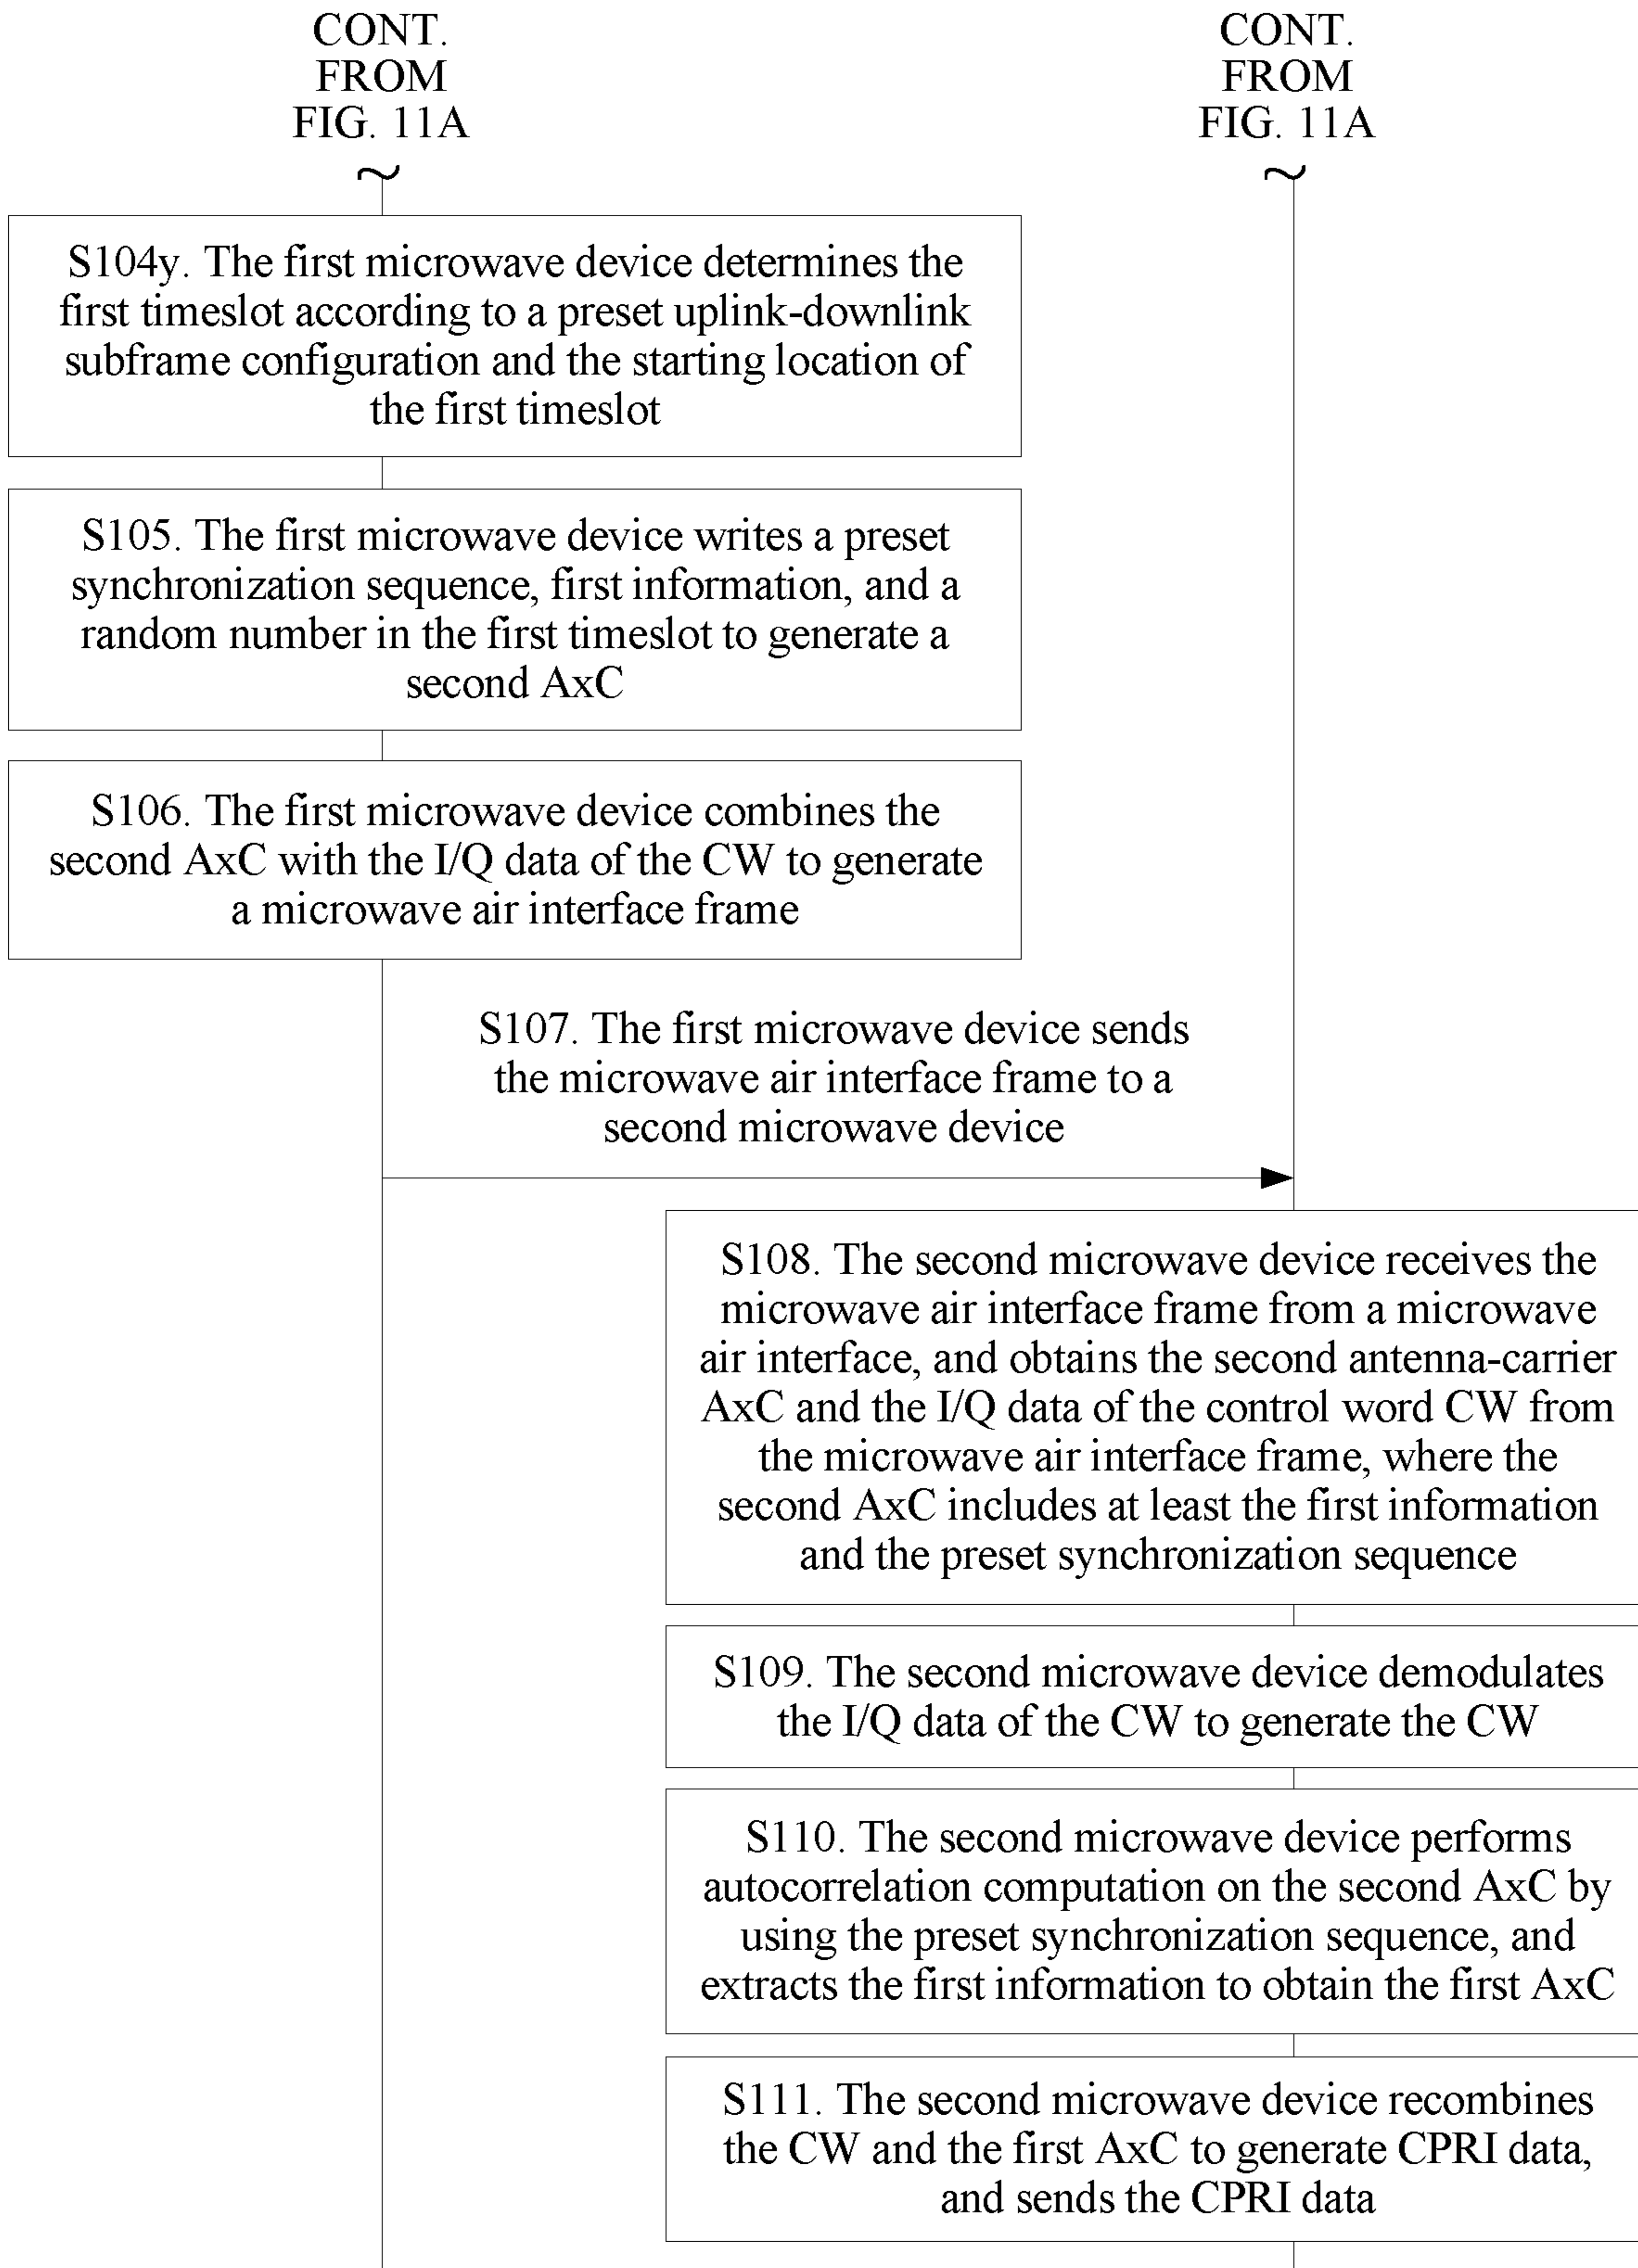 CONT.
FROM
FIG. 11A
CONT.
FROM
FIG. 11A
S104y. The first microwave device determines the
first timeslot according to a preset uplink-downlink
subframe configuration and the starting location of
the first timeslot
S105. The first microwave device writes a preset
synchronization sequence, first information, and a
random number in the first timeslot to generate a
second AxC
S106. The first microwave device combines the
second AxC with the I/Q data of the CW to generate
a microwave air interface frame
S107. The first microwave device sends
the microwave air interface frame to a
second microwave device
S108. The second microwave device receives the
microwave air interface frame from a microwave
air interface, and obtains the second antenna-carrier
AxC and the I/Q data of the control word CW from
the microwave air interface frame, where the
second AxC includes at least the first information
and the preset synchronization sequence
S109. The second microwave device demodulates
the I/Q data of the CW to generate the CW
S110. The second microwave device performs
autocorrelation computation on the second AxC by
using the preset synchronization sequence, and
extracts the first information to obtain the first AxC
S111. The second microwave device recombines
the CW and the first AxC to generate CPRI data,
and sends the CPRI data